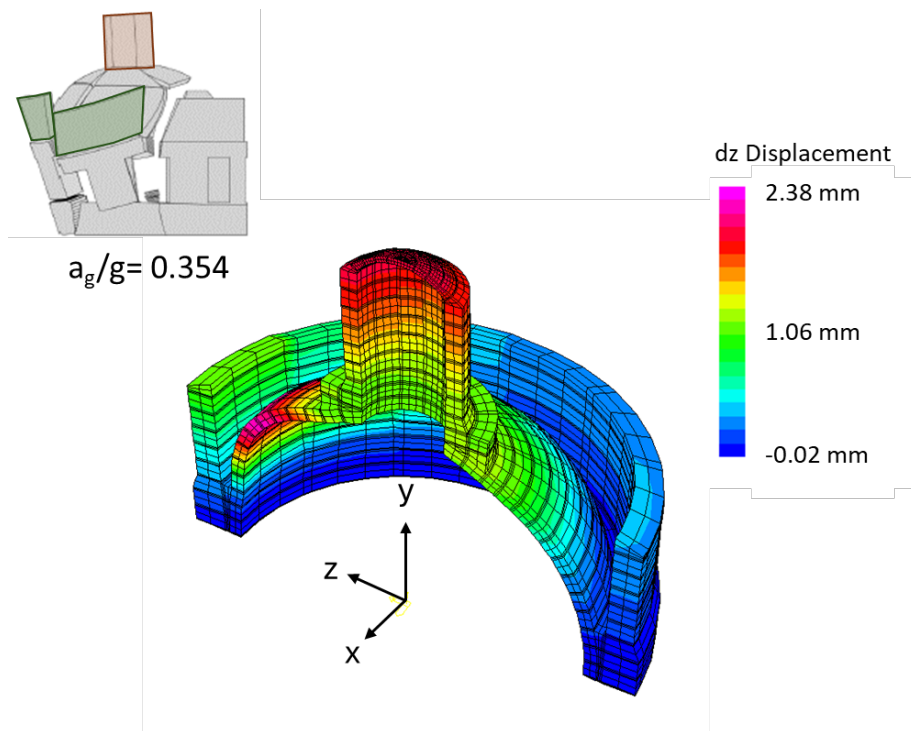 dz Displacement
2.38 mm
a_g/g= 0.354
1.06 mm
-0.02 mm
y
z
x